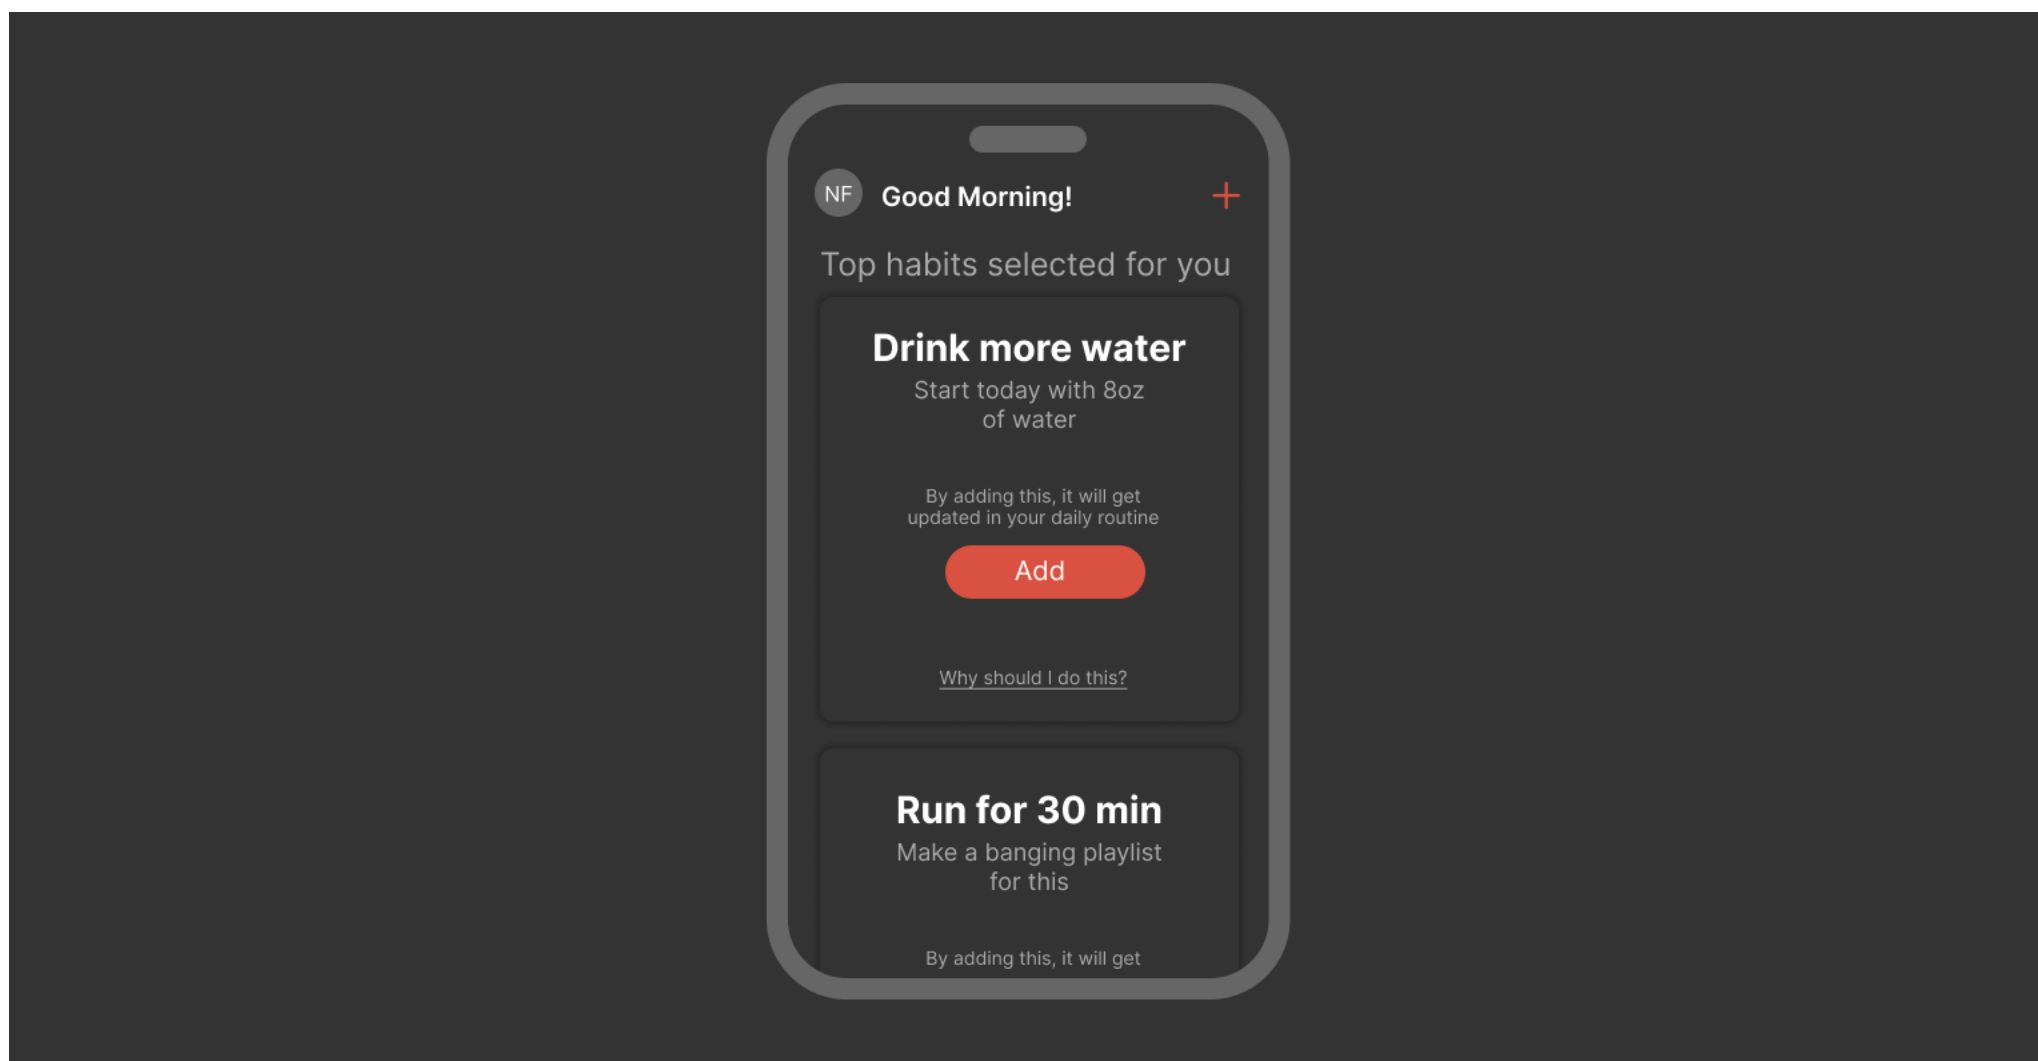 NF
Good Morning!
Top habits selected for you
Drink more water
Start today with 8oz
of water
By adding this, it will get
updated in your daily routine
Add
Why should I do this?
Run for 30 min
Make a banging playlist
for this
By adding this, it will get